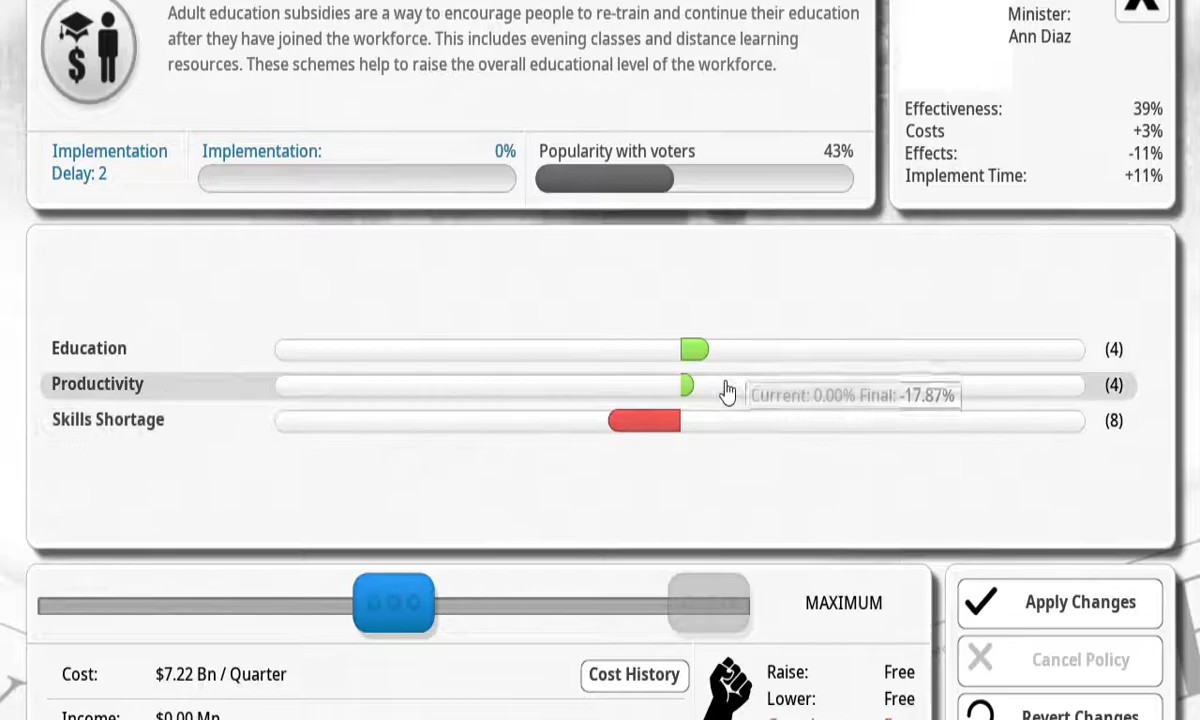 Adult education subsidies are a way to encourage people to re-train and continue their education
after they have joined the workforce. This includes evening classes and distance learning
resources. These schemes help to raise the overall educational level of the workforce.
Minister:
Ann Diaz
Implementation Delay: 2
Implementation: 0%
Popularity with voters 43%
Effectiveness: 39%
Costs +3%
Effects: -11%
Implement Time: +11%
Education (4)
Productivity (4)
Current: 0.00% Final: -17.87%
Skills Shortage (8)
MAXIMUM
Apply Changes
Cancel Policy
Cost: $7.22 Bn / Quarter
Cost History
Raise: Free
Lower: Free
Income: $0.00 Mn
Revert Changes